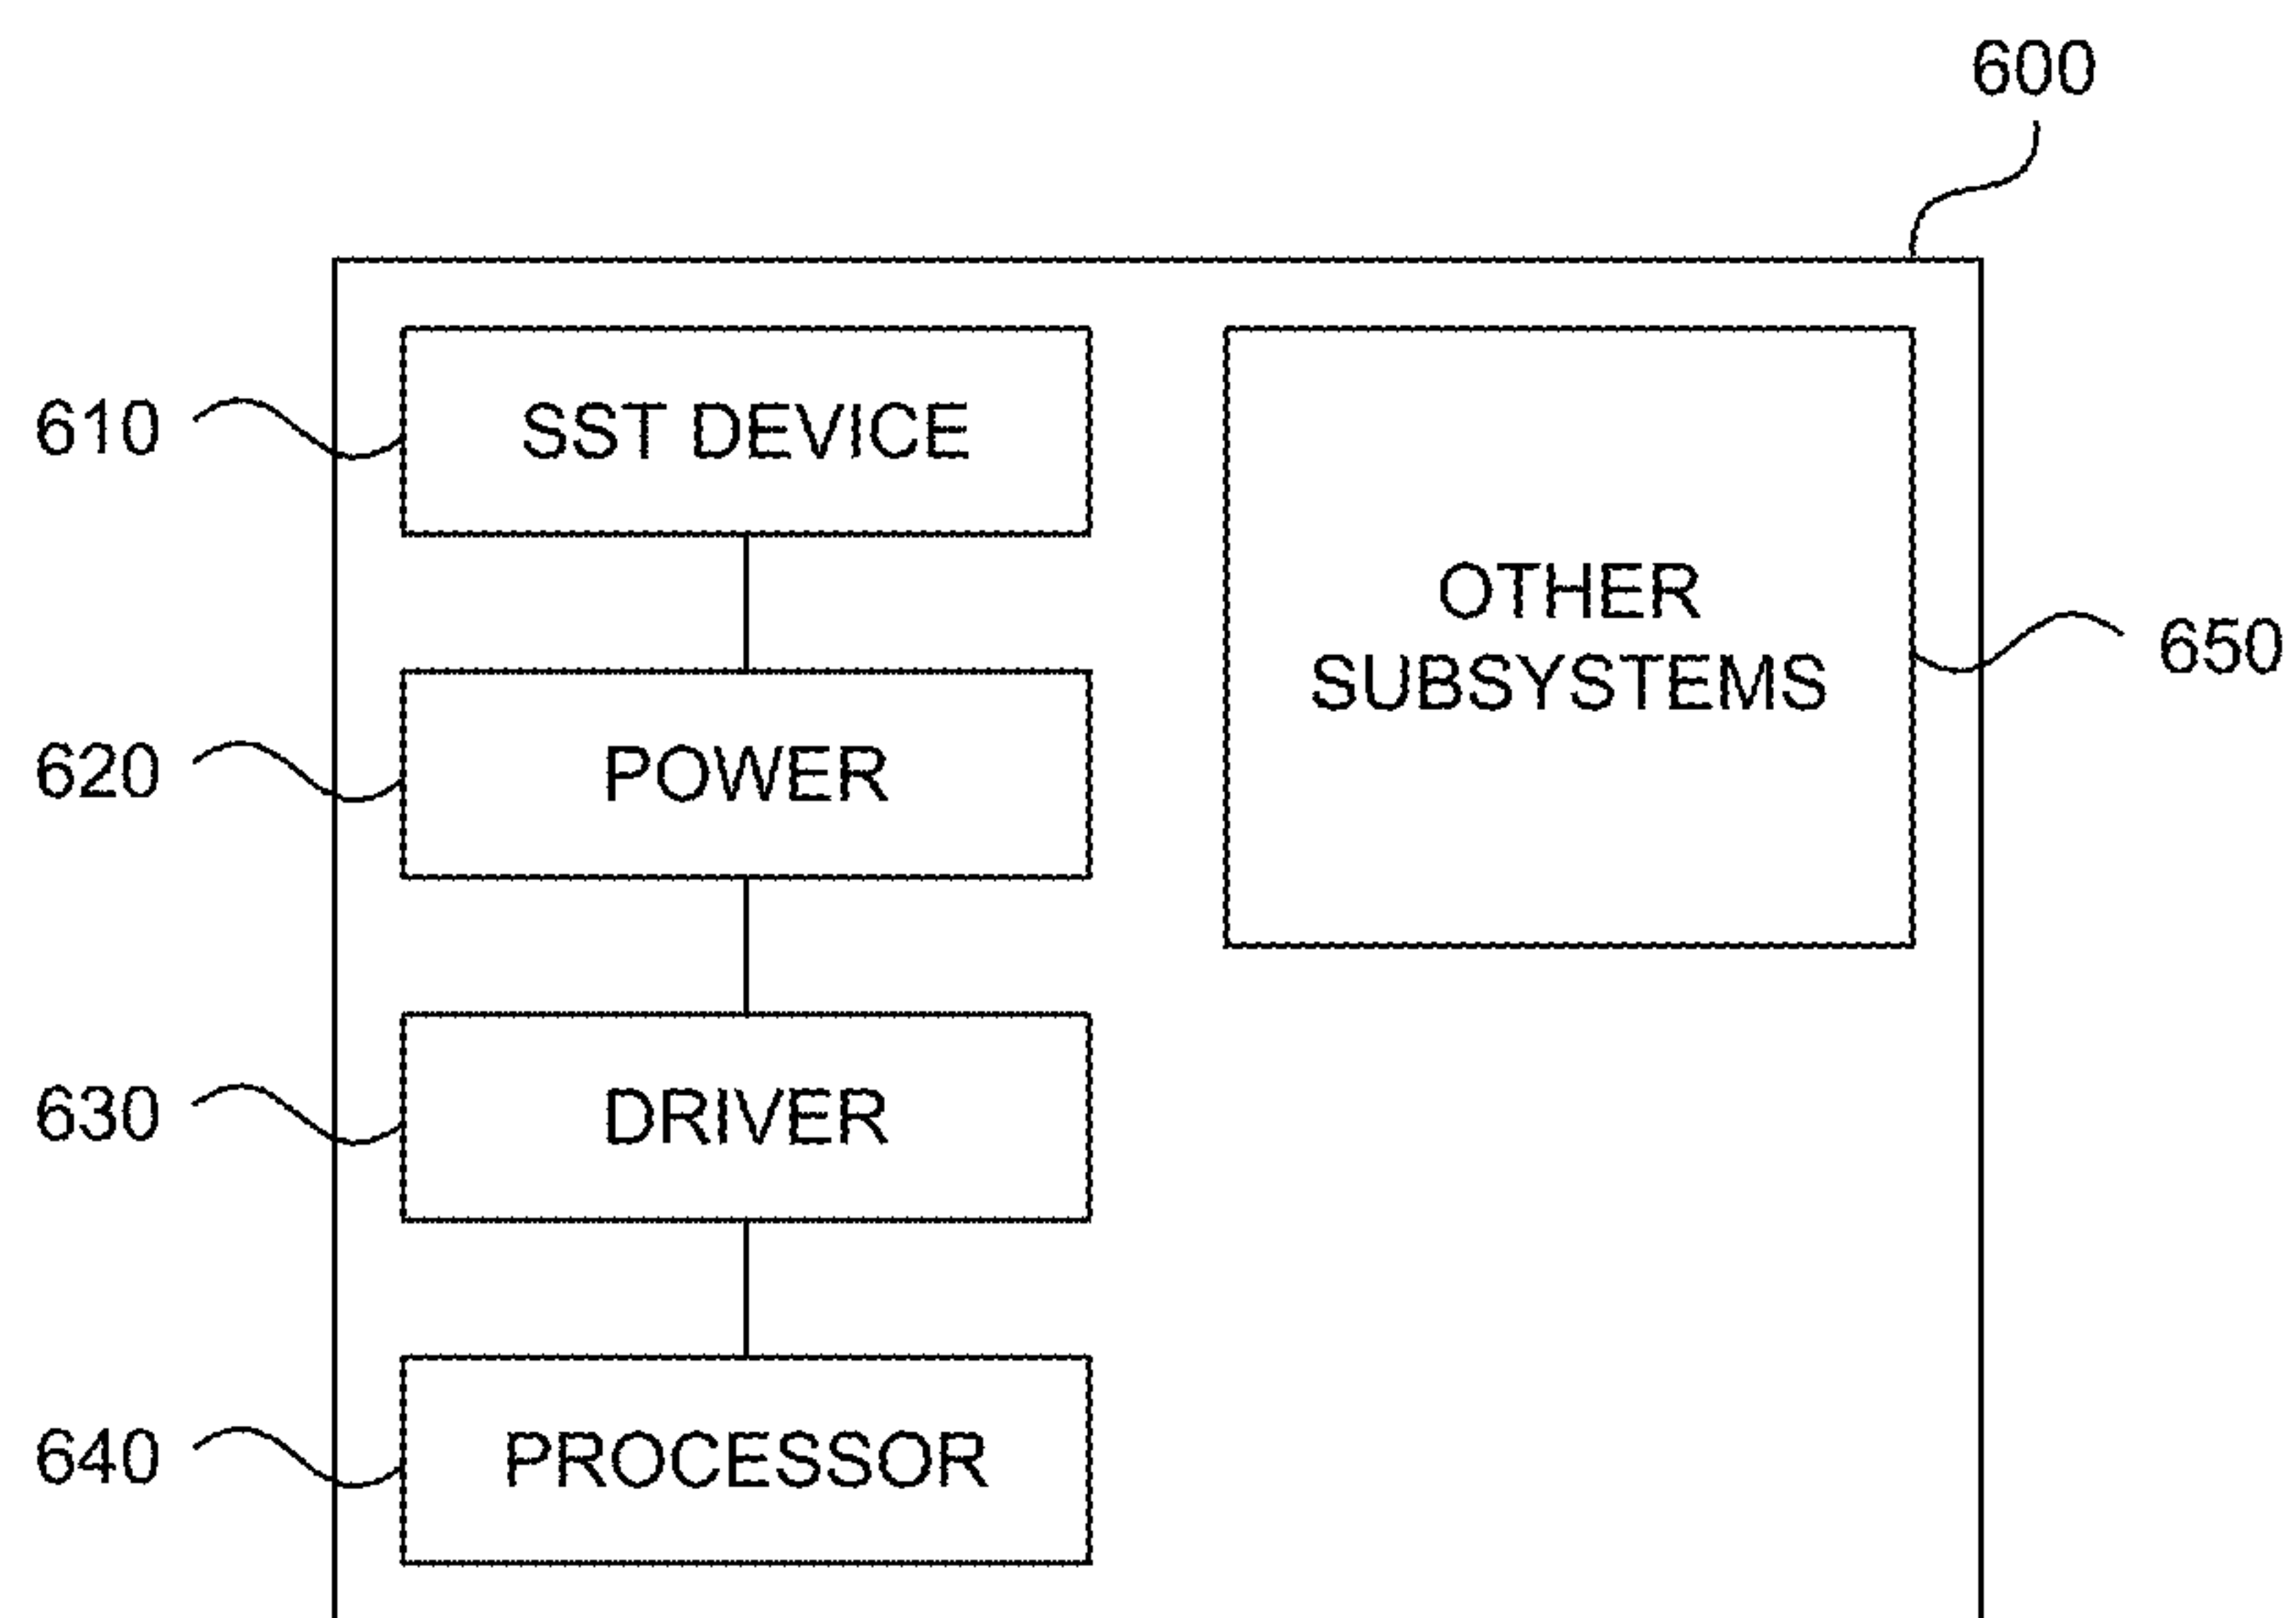 600
610
SST DEVICE
OTHER
SUBSYSTEMS
650
620
POWER
630
DRIVER
640
PROCESSOR